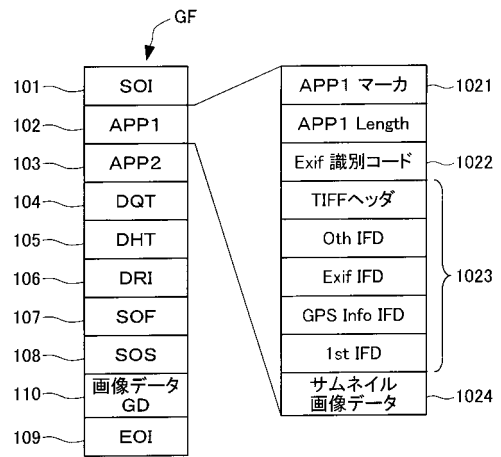 GF
101
SOI
102
APP1
103
APP2
104
DQT
105
DHT
106
DRI
107
SOF
108
SOS
110
画像データ
GD
109
EOI
APP1 マーカ
1021
APP1 Length
Exif 識別コード
1022
TIFFヘッダ
0th IFD
Exif IFD
1023
GPS Info IFD
1st IFD
サムネイル
画像データ
1024